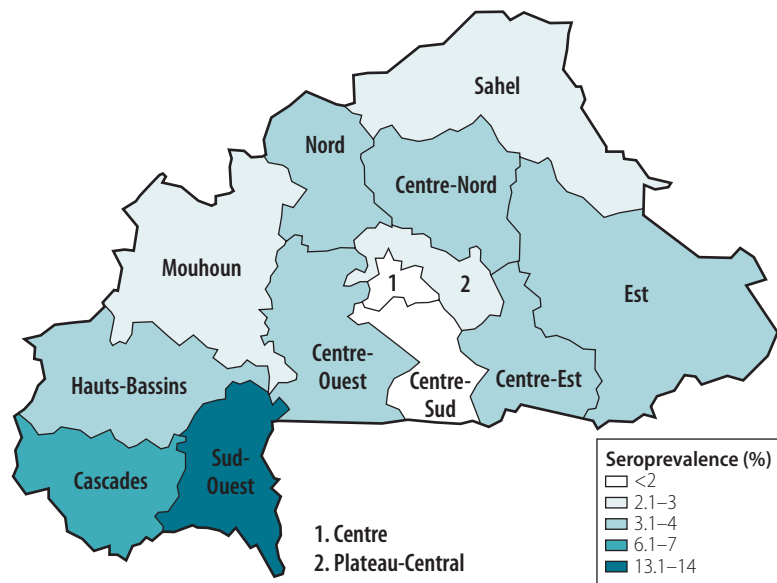 Sahel
Nord
Centre-Nord
Mouhoun
1
2
Est
Centre-
Ouest
Hauts-Bassins
Centre-
Sud
Centre-Est
Cascades
Sud-
Ouest
1. Centre
2. Plateau-Central
Seroprevalence (%)
<2
2.1–3
3.1–4
6.1–7
13.1–14